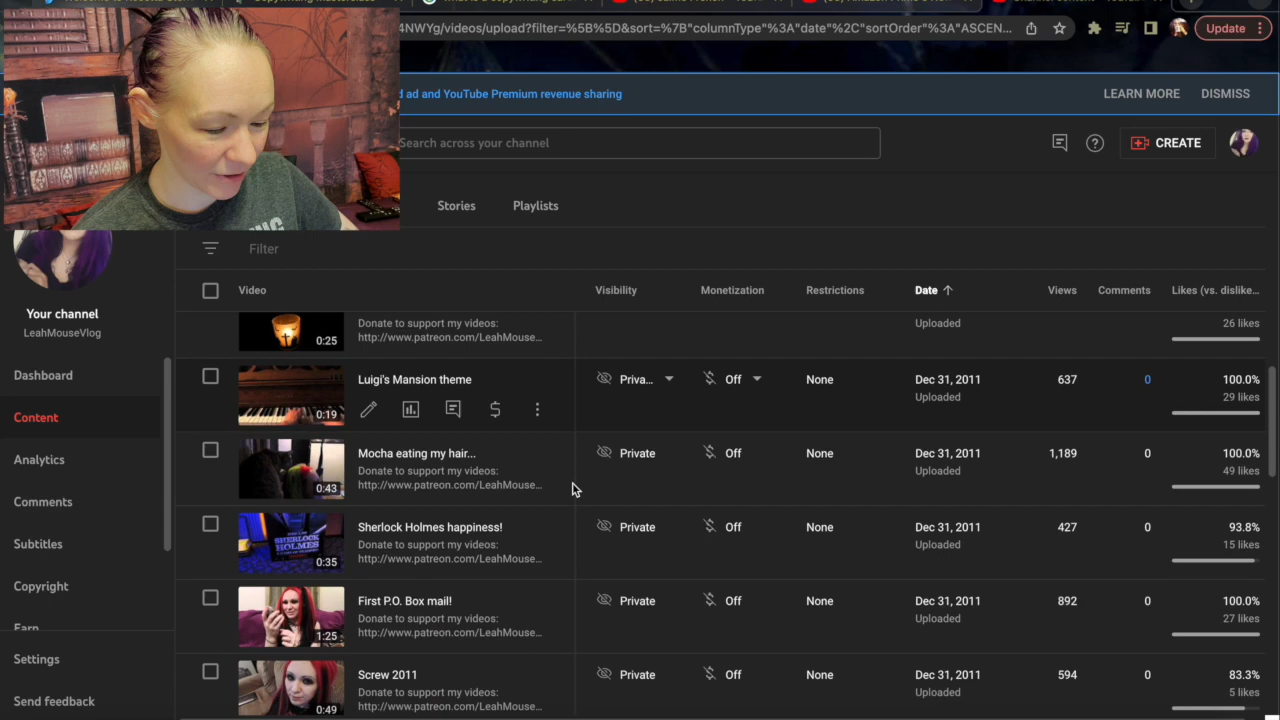 4NWYg/videos/upload?filter=%5B%5D&sort=%7B"columnType"%3A"date"%2C"sortOrder"%3A"ASCEN...
Update
d ad and YouTube Premium revenue sharing
LEARN MORE
DISMISS
Search across your channel
CREATE
Stories
Playlists
Filter
Your channel
LeahMouseVlog
Dashboard
Content
Analytics
Comments
Subtitles
Copyright
Earn
Settings
Send feedback
Video
Visibility
Monetization
Restrictions
Date
Views
Comments
Likes (vs. dislike...
0:25
Donate to support my videos:
http://www.patreon.com/LeahMouse...
Uploaded
26 likes
0:19
Luigi's Mansion theme
Priva...
Off
None
Dec 31, 2011
Uploaded
637
0
100.0%
29 likes
0:43
Mocha eating my hair...
Donate to support my videos:
http://www.patreon.com/LeahMouse...
Private
Off
None
Dec 31, 2011
Uploaded
1,189
0
100.0%
49 likes
SHERLOCK
HOLMES
0:35
Sherlock Holmes happiness!
Donate to support my videos:
http://www.patreon.com/LeahMouse...
Private
Off
None
Dec 31, 2011
Uploaded
427
0
93.8%
15 likes
1:25
First P.O. Box mail!
Donate to support my videos:
http://www.patreon.com/LeahMouse...
Private
Off
None
Dec 31, 2011
Uploaded
892
0
100.0%
27 likes
0:49
Screw 2011
Donate to support my videos:
http://www.patreon.com/LeahMouse...
Private
Off
None
Dec 31, 2011
Uploaded
594
0
83.3%
5 likes